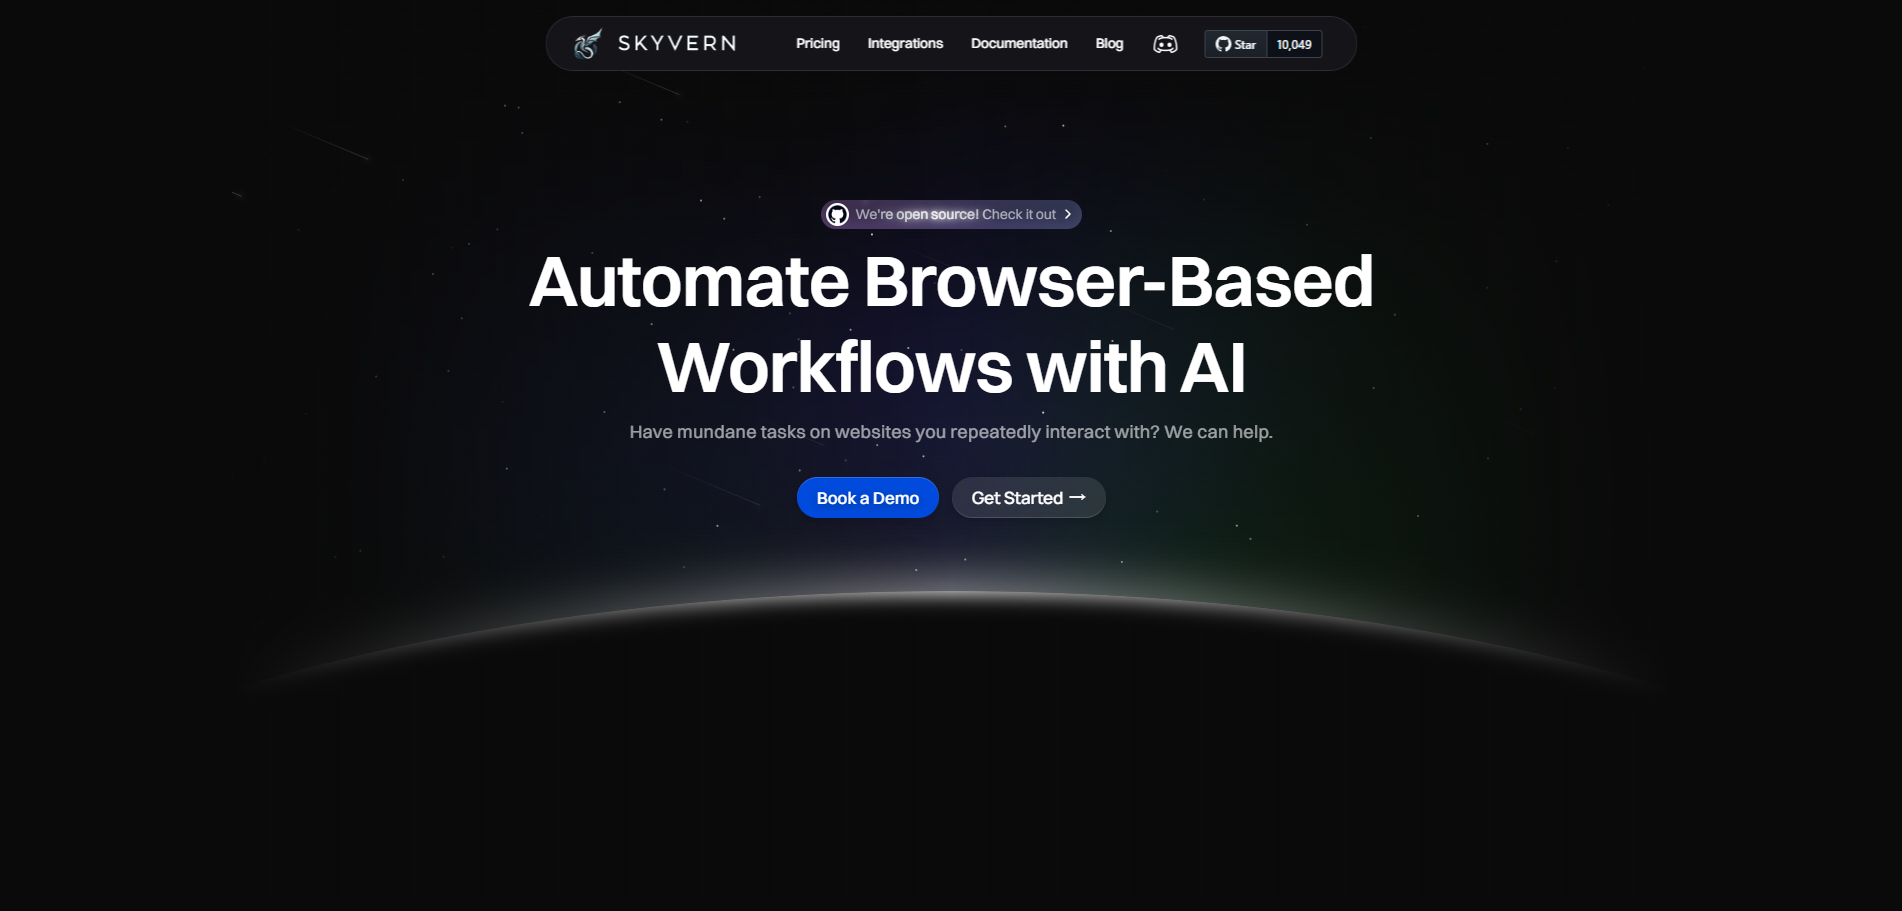 SKYVERN
Pricing
Integrations
Documentation
Blog
Star
10,049
We're open source! Check it out
Automate Browser-Based
Workflows with AI
Have mundane tasks on websites you repeatedly interact with? We can help.
Book a Demo
Get Started →